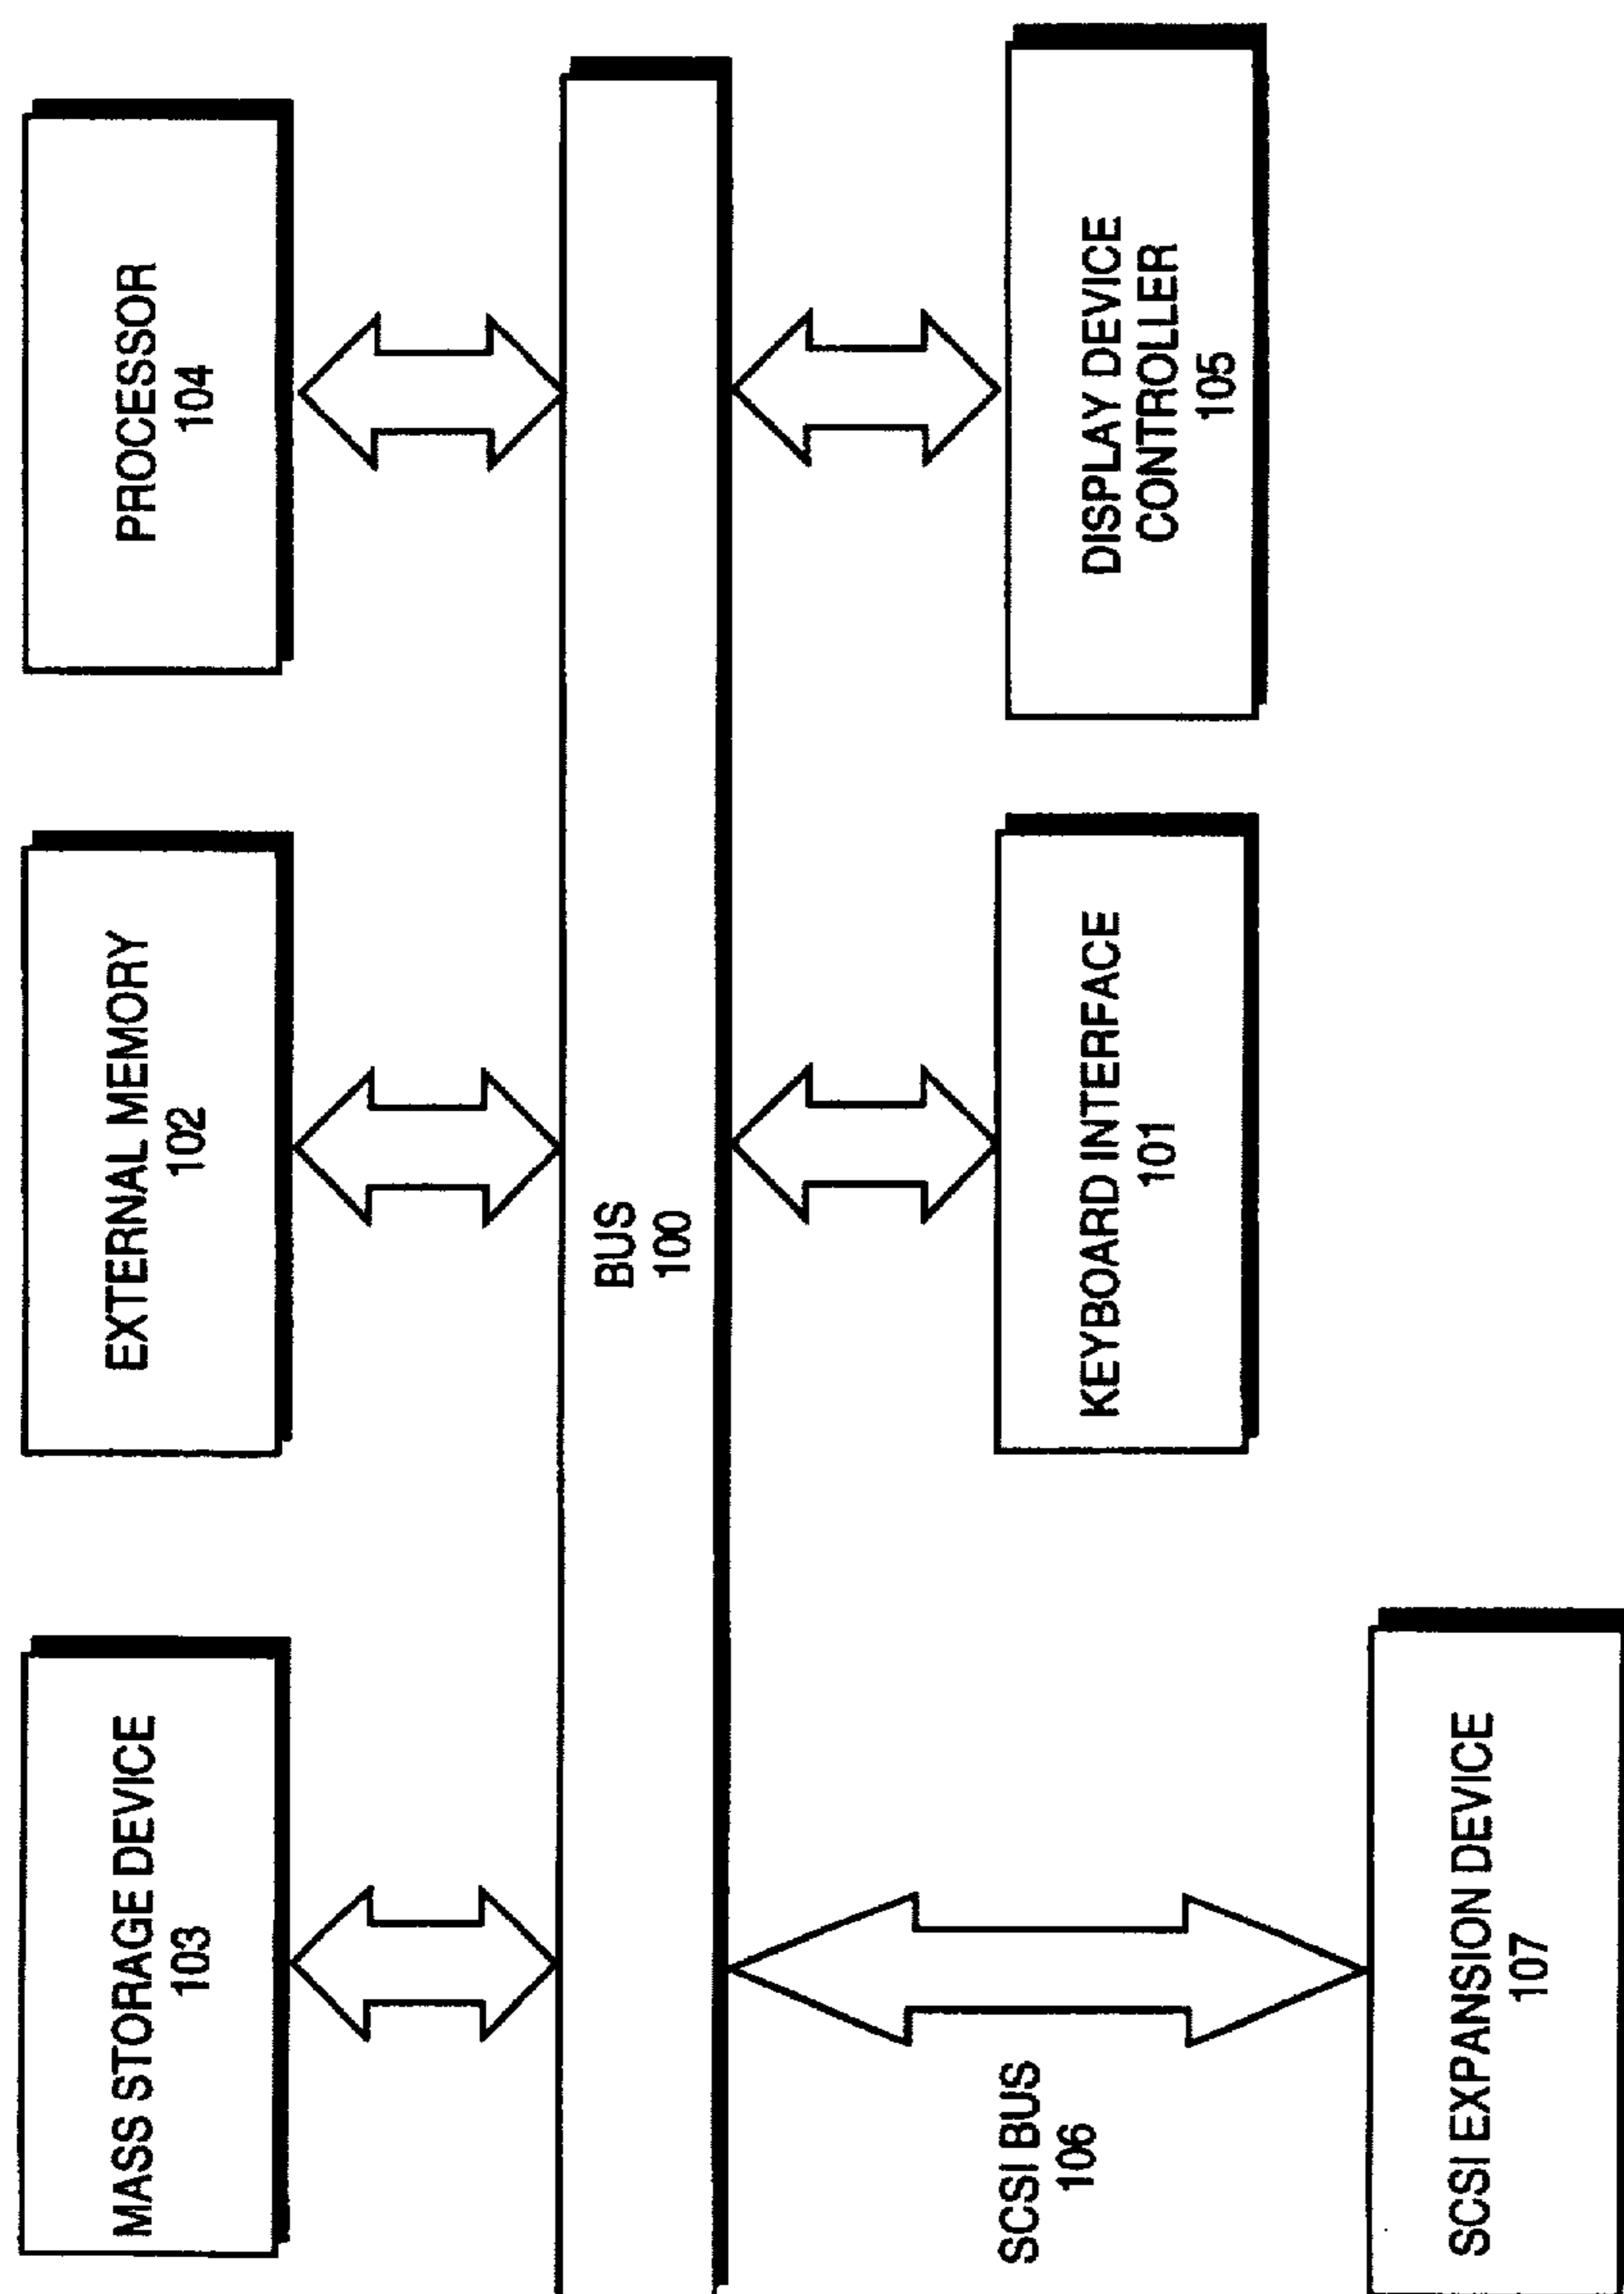 MASS STORAGE DEVICE
103
EXTERNAL MEMORY
102
PROCESSOR
104
BUS
100
SCSI BUS
106
KEYBOARD INTERFACE
101
DISPLAY DEVICE
CONTROLLER
105
SCSI EXPANSION DEVICE
107